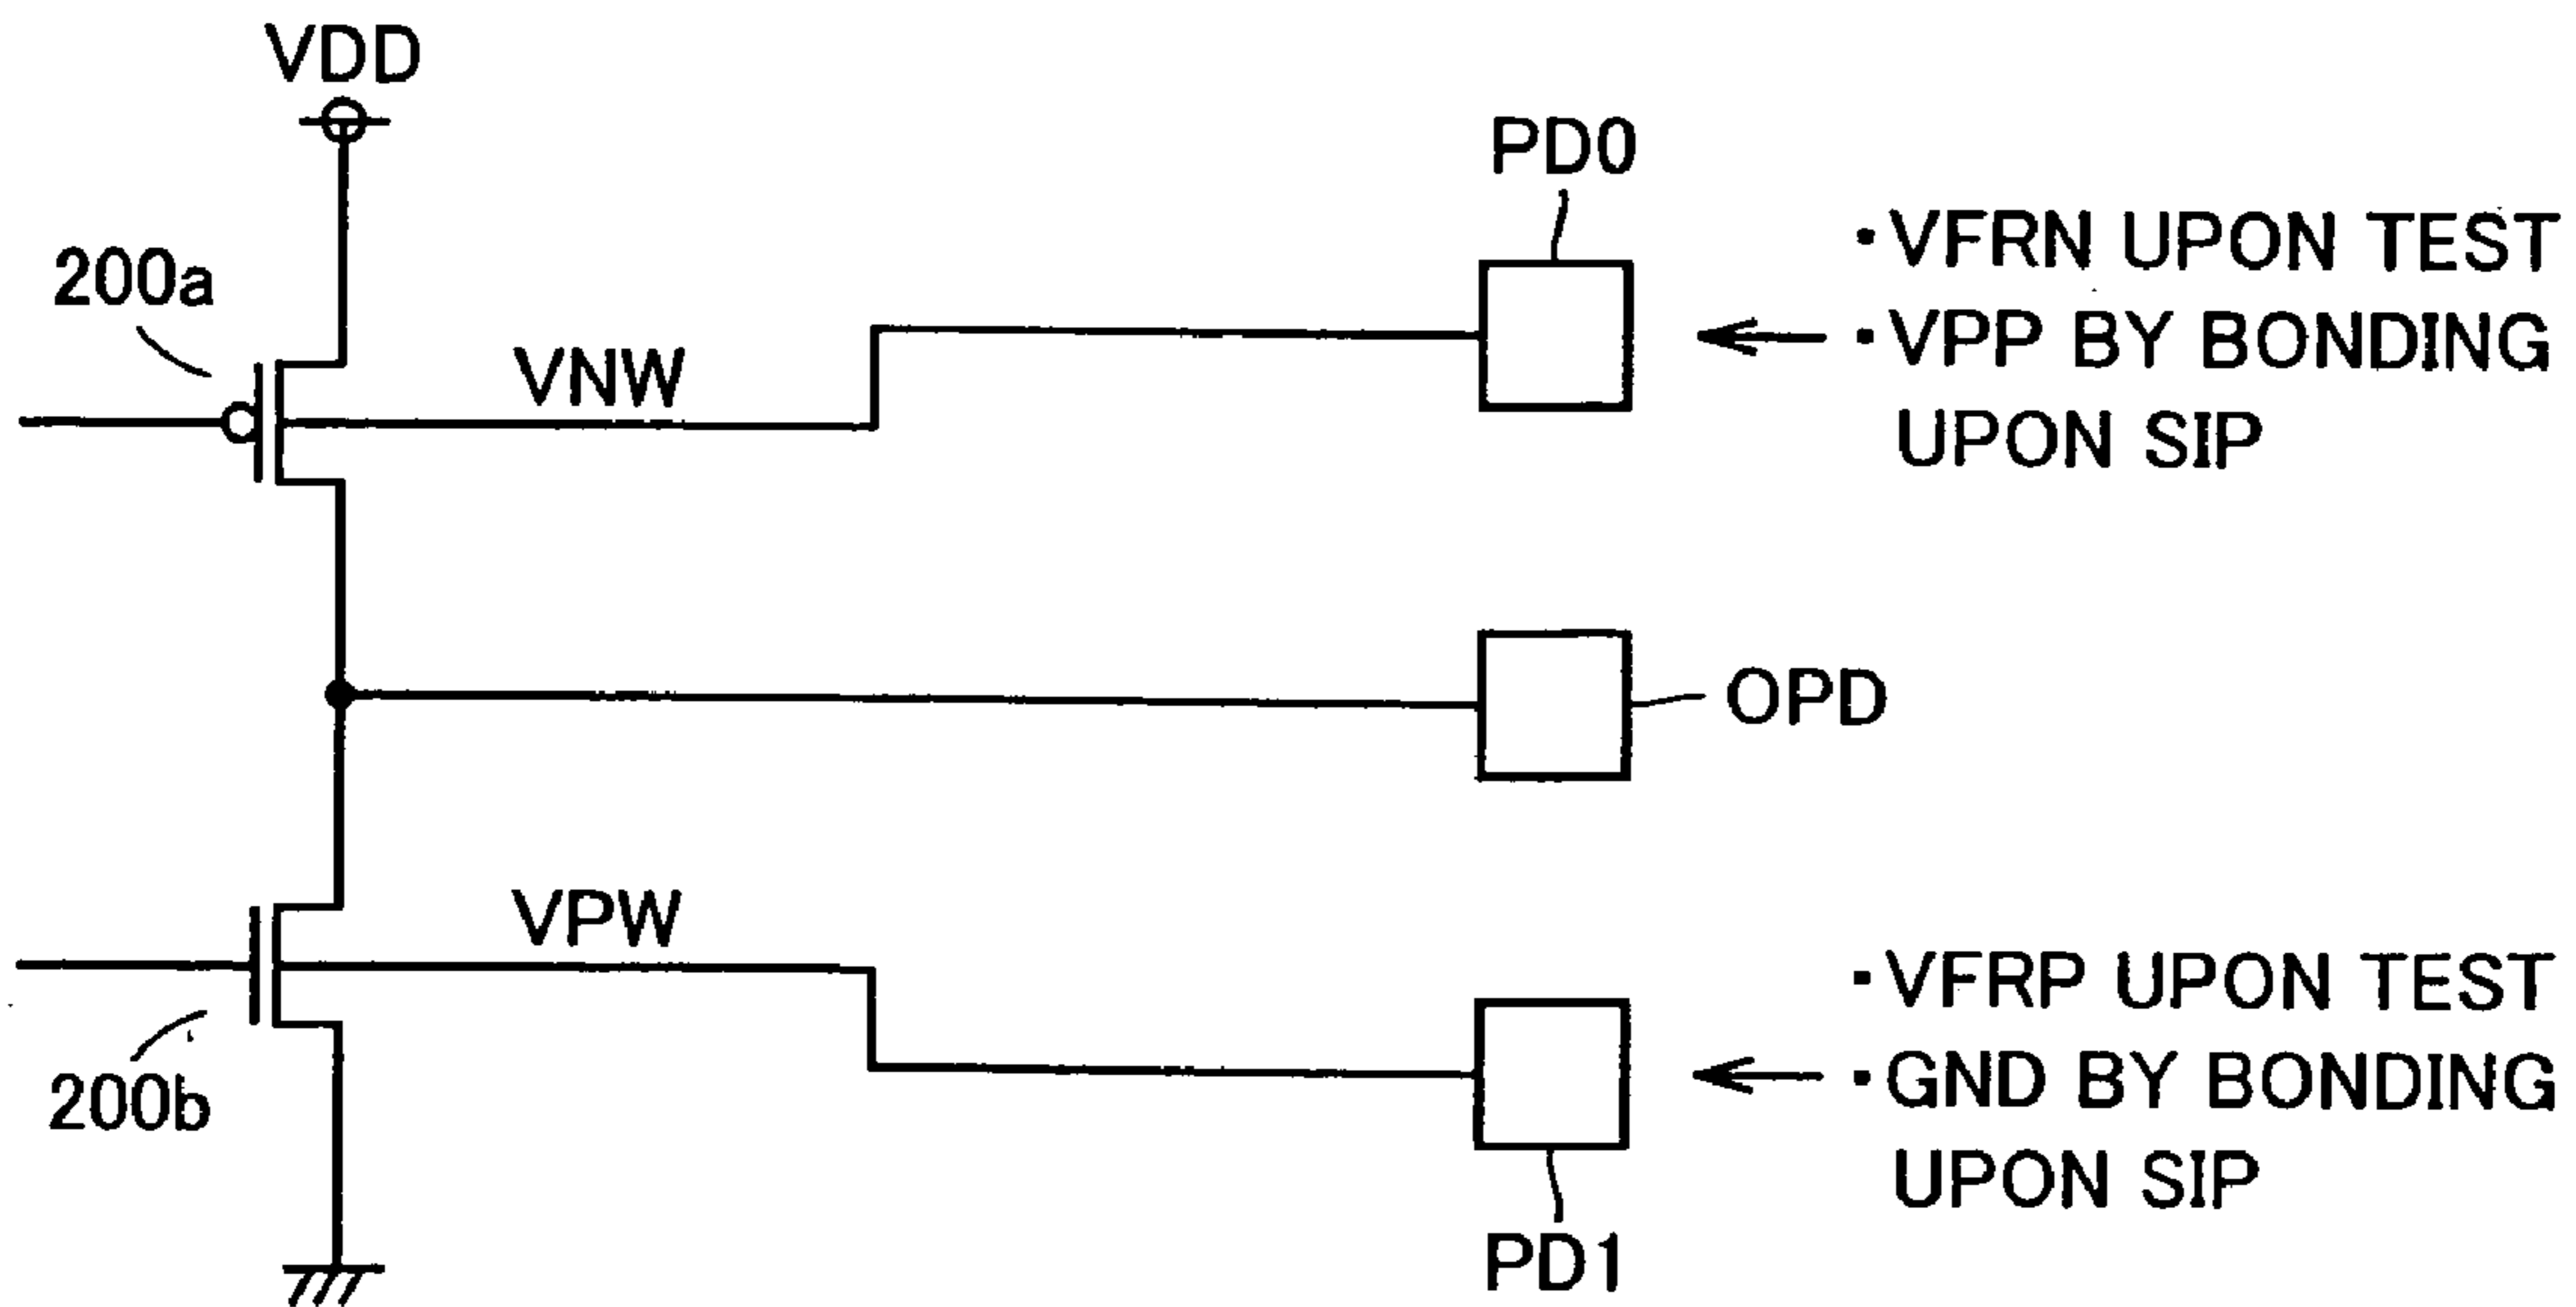 VDD
PD0
・VFRN UPON TEST
200a
・VPP BY BONDING
VNW
UPON SIP
OPD
VPW
・VFRP UPON TEST
・GND BY BONDING
200b
UPON SIP
PD1